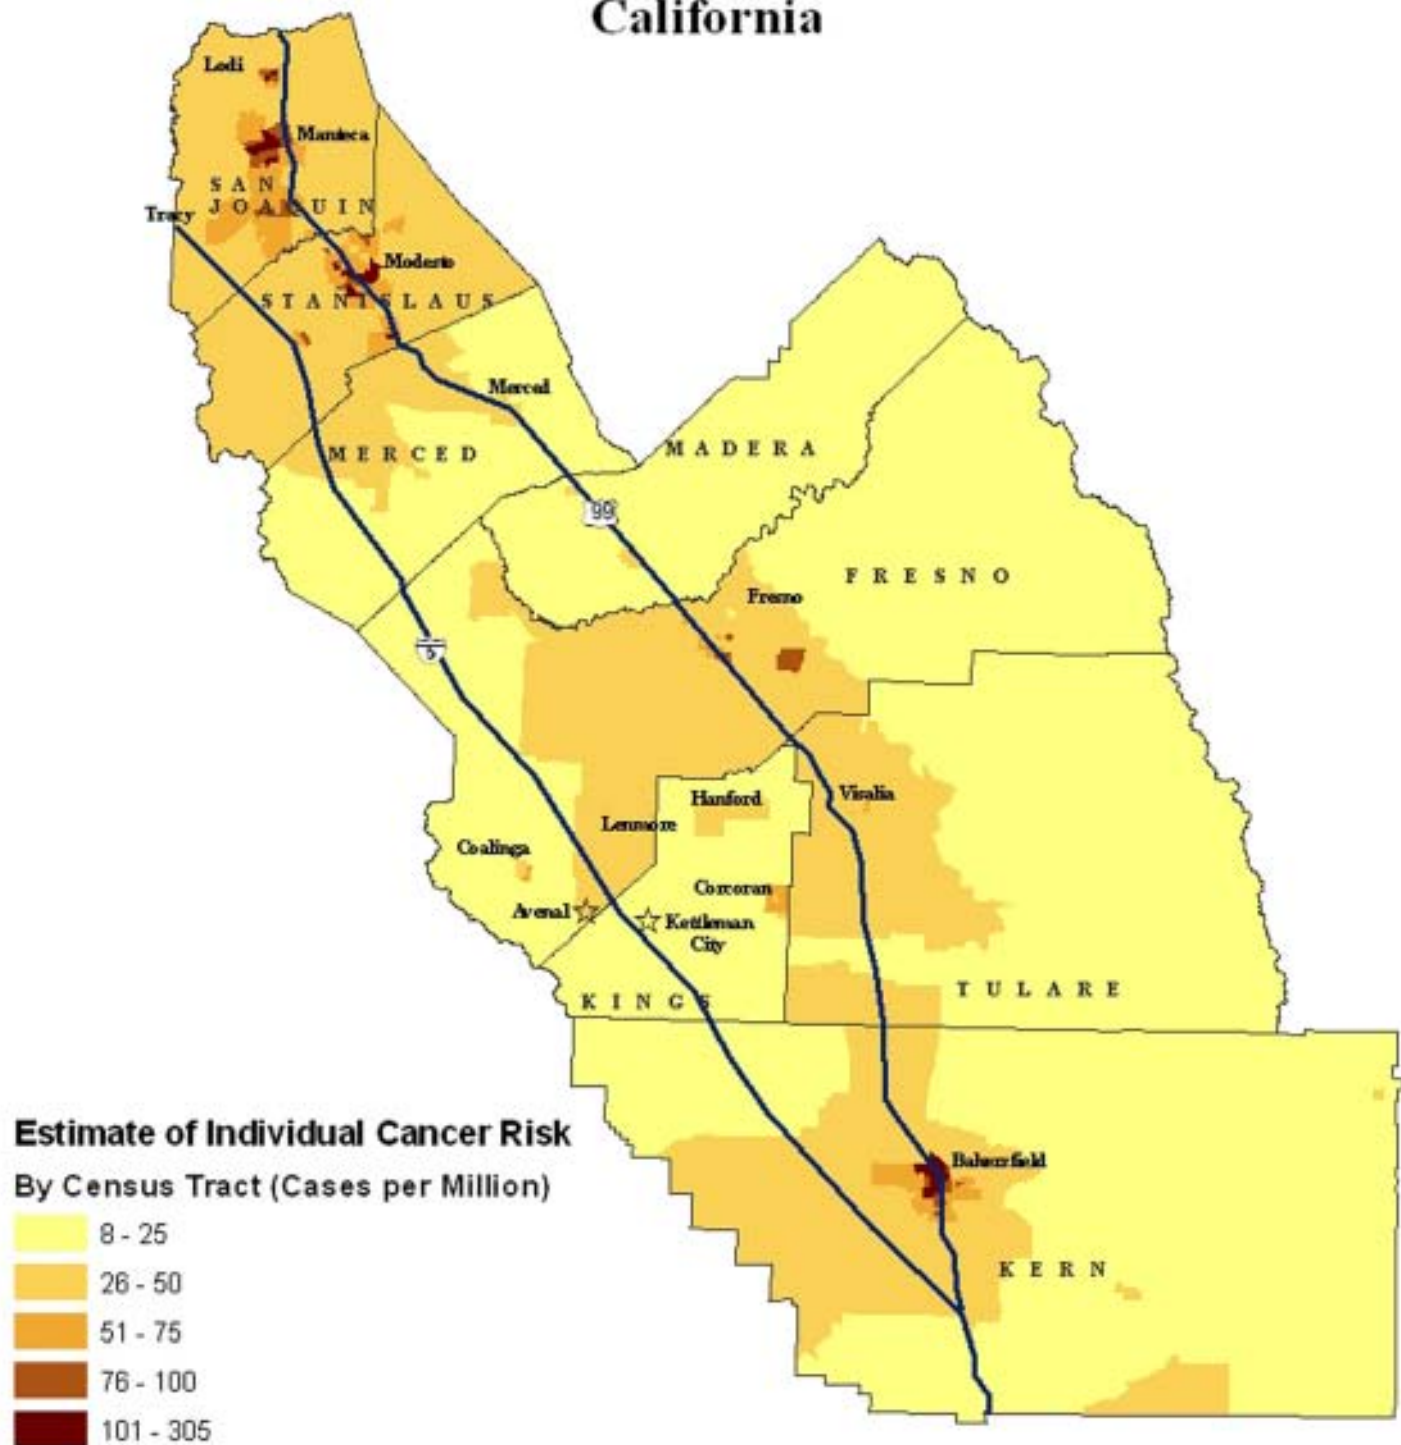 California
Lodi
Manteca
SAN
JOAQUIN
Tracy
Modesto
STANISLAUS
Merced
MERCED
MADERA
99
FRESNO
Fresno
5
Visalia
Hanford
Lenmore
Coalinga
Corcoran
Avenal
Kettleman
City
TULARE
KINGS
Estimate of Individual Cancer Risk
By Census Tract (Cases per Million)
Bakersfield
8 - 25
KERN
26 - 50
51 - 75
76 - 100
101 - 305